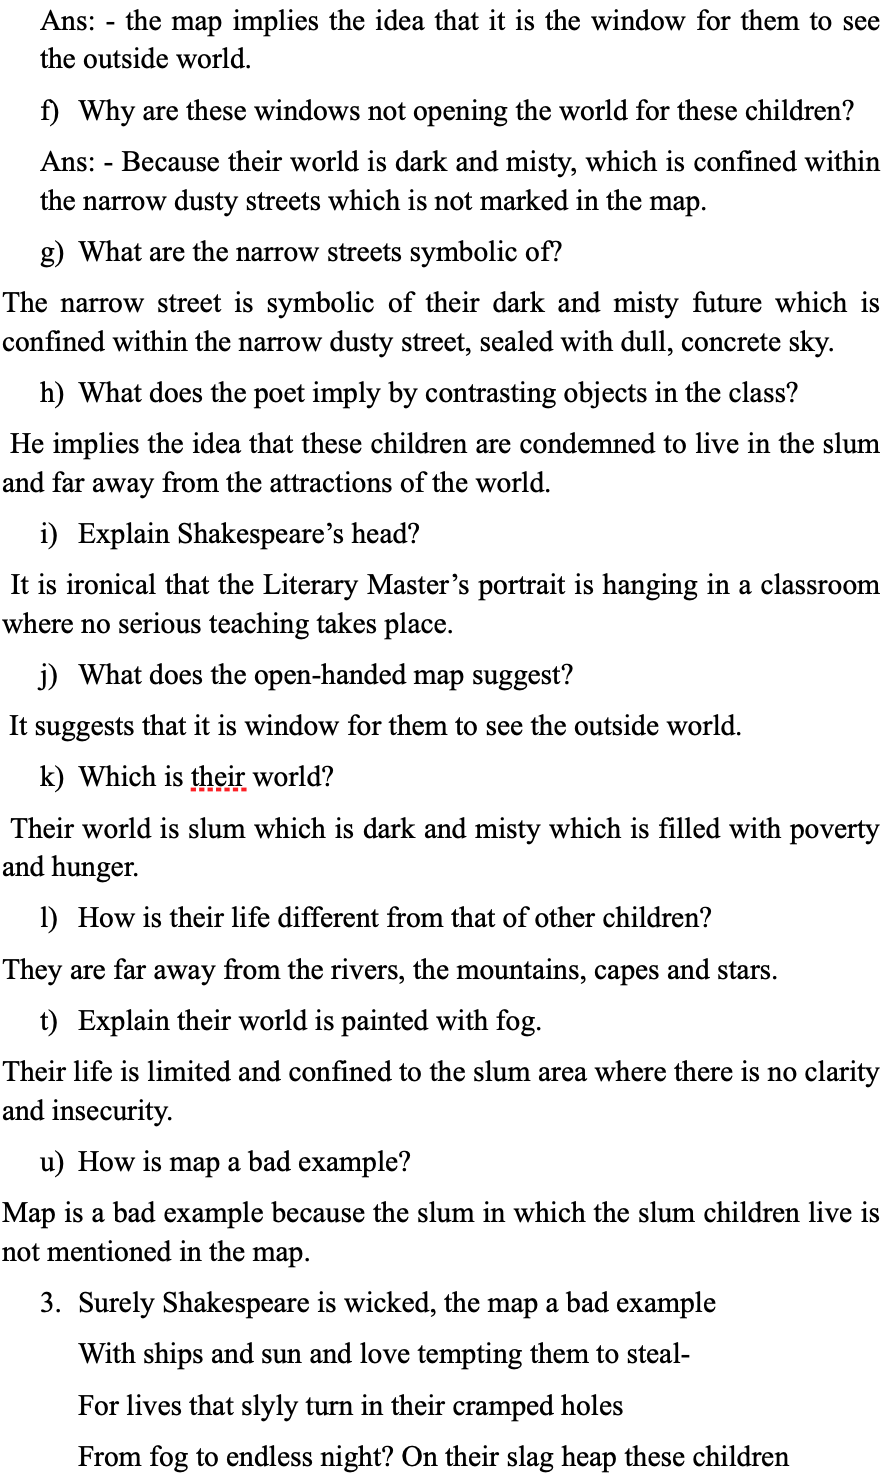 Ans: - the map implies the idea that it is the window for them to see
the outside world.
f) Why are these windows not opening the world for these children?
Ans: - Because their world is dark and misty, which is confined within
the narrow dusty streets which is not marked in the map.
g) What are the narrow streets symbolic of?
The narrow street is symbolic of their dark and misty future which is
confined within the narrow dusty street, sealed with dull, concrete sky.
h) What does the poet imply by contrasting objects in the class?
He implies the idea that these children are condemned to live in the slum
and far away from the attractions of the world.
i) Explain Shakespeare’s head?
It is ironical that the Literary Master’s portrait is hanging in a classroom
where no serious teaching takes place.
j) What does the open-handed map suggest?
It suggests that it is window for them to see the outside world.
k) Which is their world?
Their world is slum which is dark and misty which is filled with poverty
and hunger.
l) How is their life different from that of other children?
They are far away from the rivers, the mountains, capes and stars.
t) Explain their world is painted with fog.
Their life is limited and confined to the slum area where there is no clarity
and insecurity.
u) How is map a bad example?
Map is a bad example because the slum in which the slum children live is
not mentioned in the map.
3. Surely Shakespeare is wicked, the map a bad example
With ships and sun and love tempting them to steal-
For lives that slyly turn in their cramped holes
From fog to endless night? On their slag heap these children